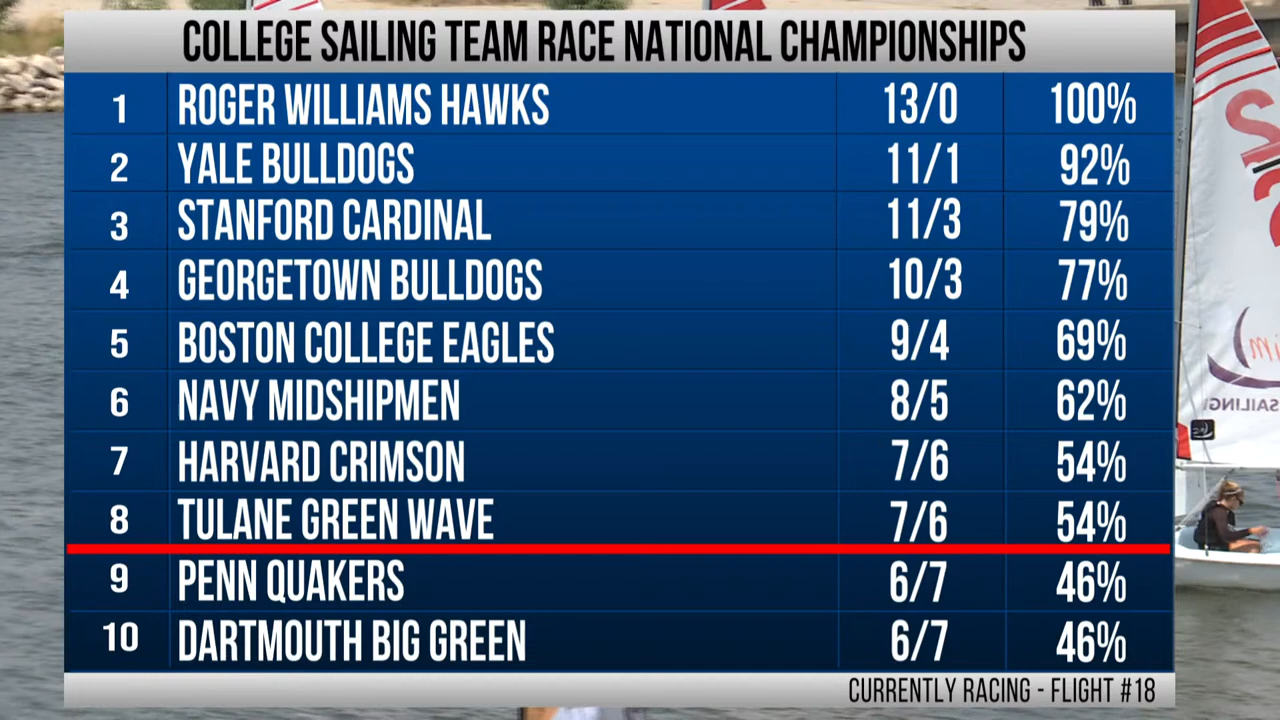 COLLEGE SAILING TEAM RACE NATIONAL CHAMPIONSHIPS
1 ROGER WILLIAMS HAWKS 13/0 100%
2 YALE BULLDOGS 11/1 92%
3 STANFORD CARDINAL 11/3 79%
4 GEORGETOWN BULLDOGS 10/3 77%
5 BOSTON COLLEGE EAGLES 9/4 69%
6 NAVY MIDSHIPMEN 8/5 62%
7 HARVARD CRIMSON 7/6 54%
8 TULANE GREEN WAVE 7/6 54%
9 PENN QUAKERS 6/7 46%
10 DARTMOUTH BIG GREEN 6/7 46%
CURRENTLY RACING - FLIGHT #18
SAILING